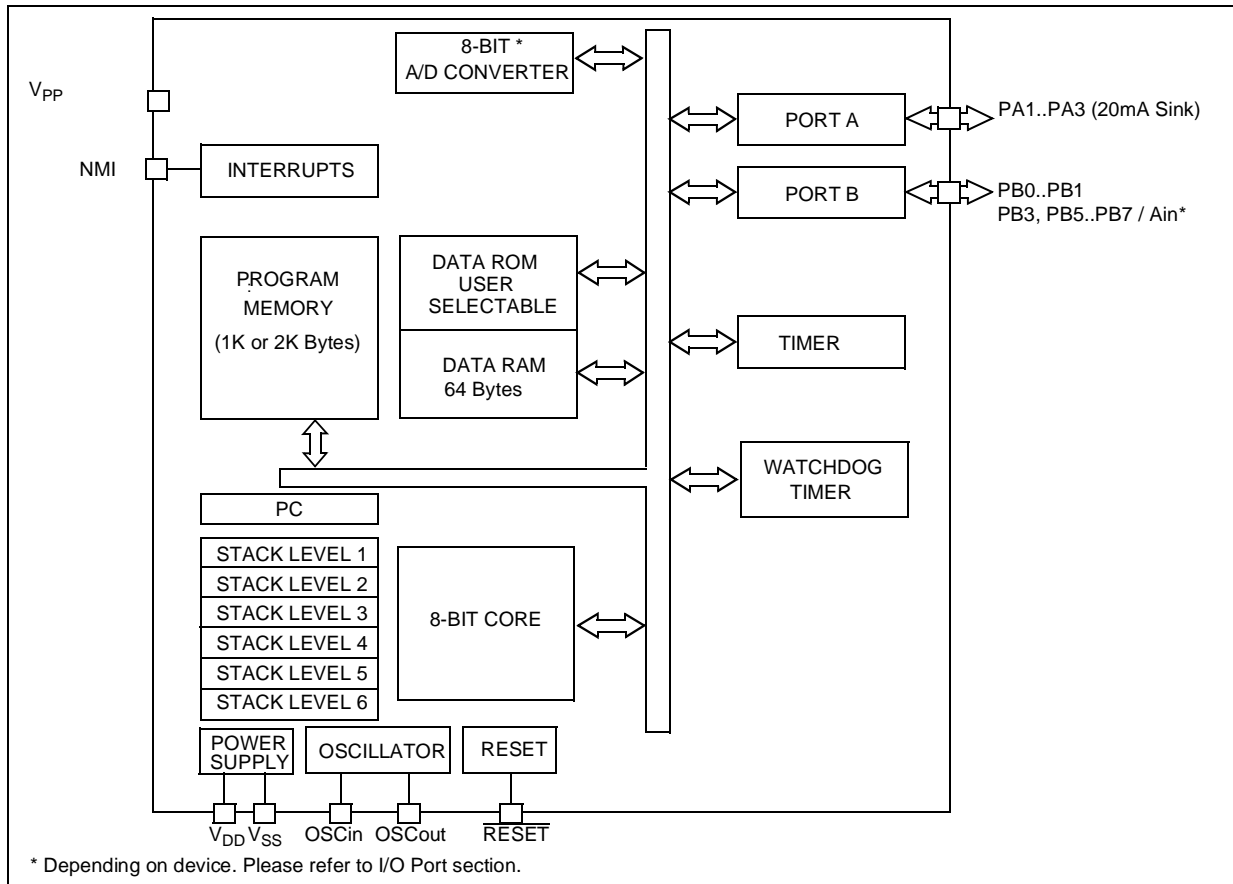 8-BIT *
A/D CONVERTER
V_PP
PORT A
PA1..PA3 (20mA Sink)
NMI
INTERRUPTS
PORT B
PB0..PB1
PB3, PB5..PB7 / Ain*
PROGRAM
MEMORY
(1K or 2K Bytes)
DATA ROM
USER
SELECTABLE
TIMER
DATA RAM
64 Bytes
WATCHDOG
TIMER
PC
STACK LEVEL 1
STACK LEVEL 2
STACK LEVEL 3
STACK LEVEL 4
STACK LEVEL 5
STACK LEVEL 6
8-BIT CORE
POWER
SUPPLY
OSCILLATOR
RESET
V_DD V_SS OSCin OSCout RESET
* Depending on device. Please refer to I/O Port section.